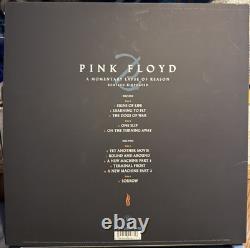 PINK FLOYD
A MOMENTARY LAPSE OF REASON
REMIXED & UPDATED
SIGNS OF LIFE
LEARNING TO FLY
THE DOGS OF WAR
ONE SLIP
ON THE TURNING AWAY
YET ANOTHER MOVIE
ROUND AND AROUND
A NEW MACHINE PART 1
TERMINAL FROST
A NEW MACHINE PART 2
SORROW